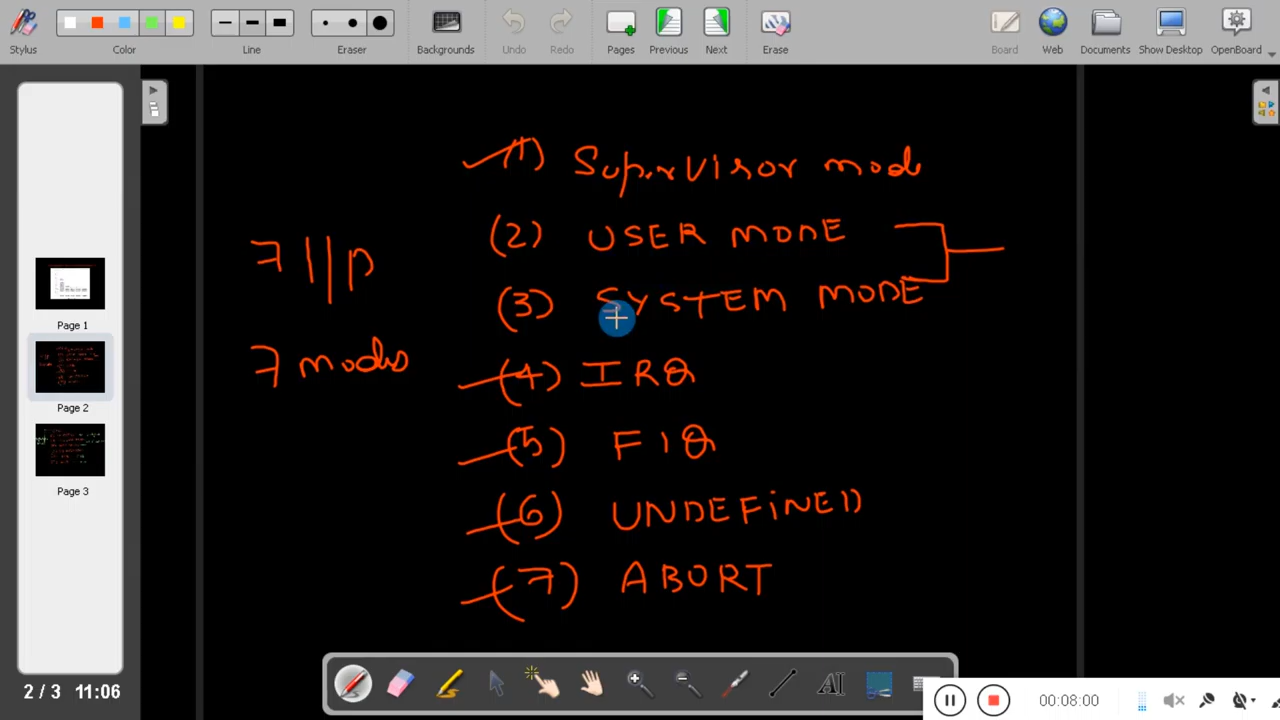 Stylus
Color
Line
Eraser
Backgrounds
Undo
Redo
Pages
Previous
Next
Erase
Board
Web
Documents
Show Desktop
OpenBoard
(1) Supervisor mode
(2) USER MODE
(3) SYSTEM MODE
(4) IRQ
(5) FIQ
(6) UNDEFiNED
(7) ABORT
7 I/p
7 modes
Page 1
Page 2
Page 3
2 / 3 11:06
AI
00:08:00